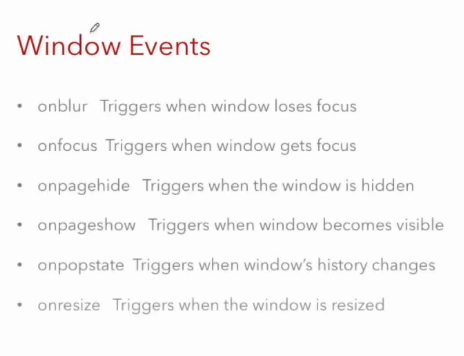 Window Events
• onblur Triggers when window loses focus
• onfocus Triggers when window gets focus
• onpagehide Triggers when the window is hidden
• onpageshow Triggers when window becomes visible
• onpopstate Triggers when window's history changes
• onresize Triggers when the window is resized